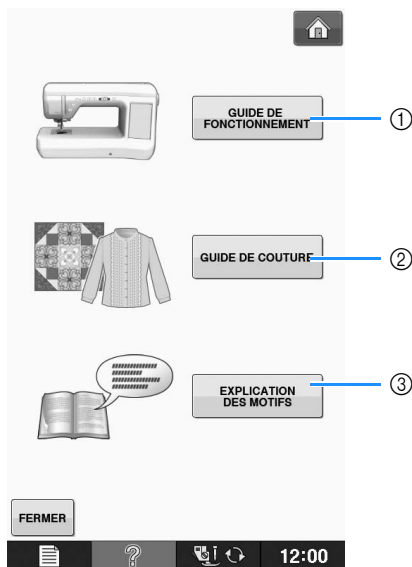 GUIDE DE
FONCTIONNEMENT
①
GUIDE DE COUTURE
②
EXPLICATION
DES MOTIFS
③
FERMER
?
12:00